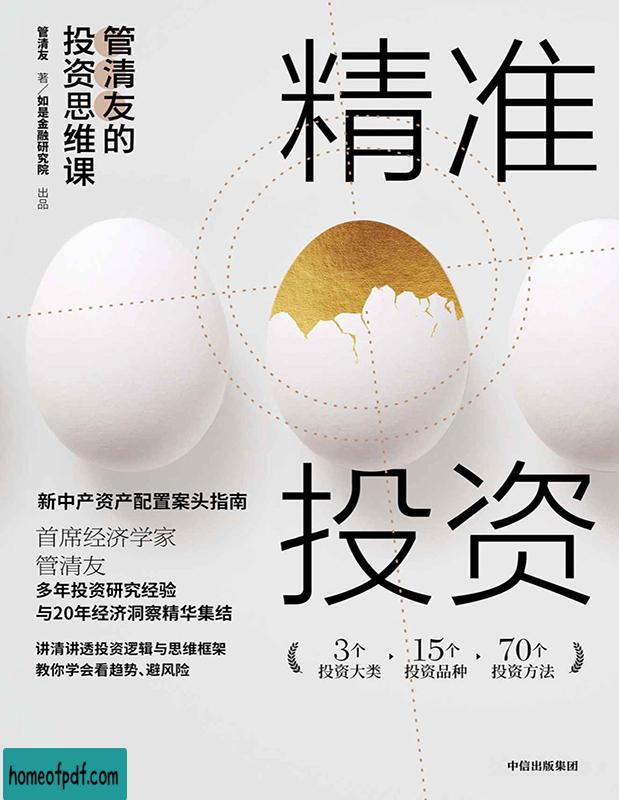 精准
投资
管清友的
投资思维课
管清友 著/如是金融研究院 出品
新中产资产配置案头指南
首席经济学家
管清友
多年投资研究经验
与20年经济洞察精华集结
讲清讲透投资逻辑与思维框架
教你学会看趋势、避风险
3个 15个 70个
投资大类 投资品种 投资方法
中信出版集团
homeofpdf.com